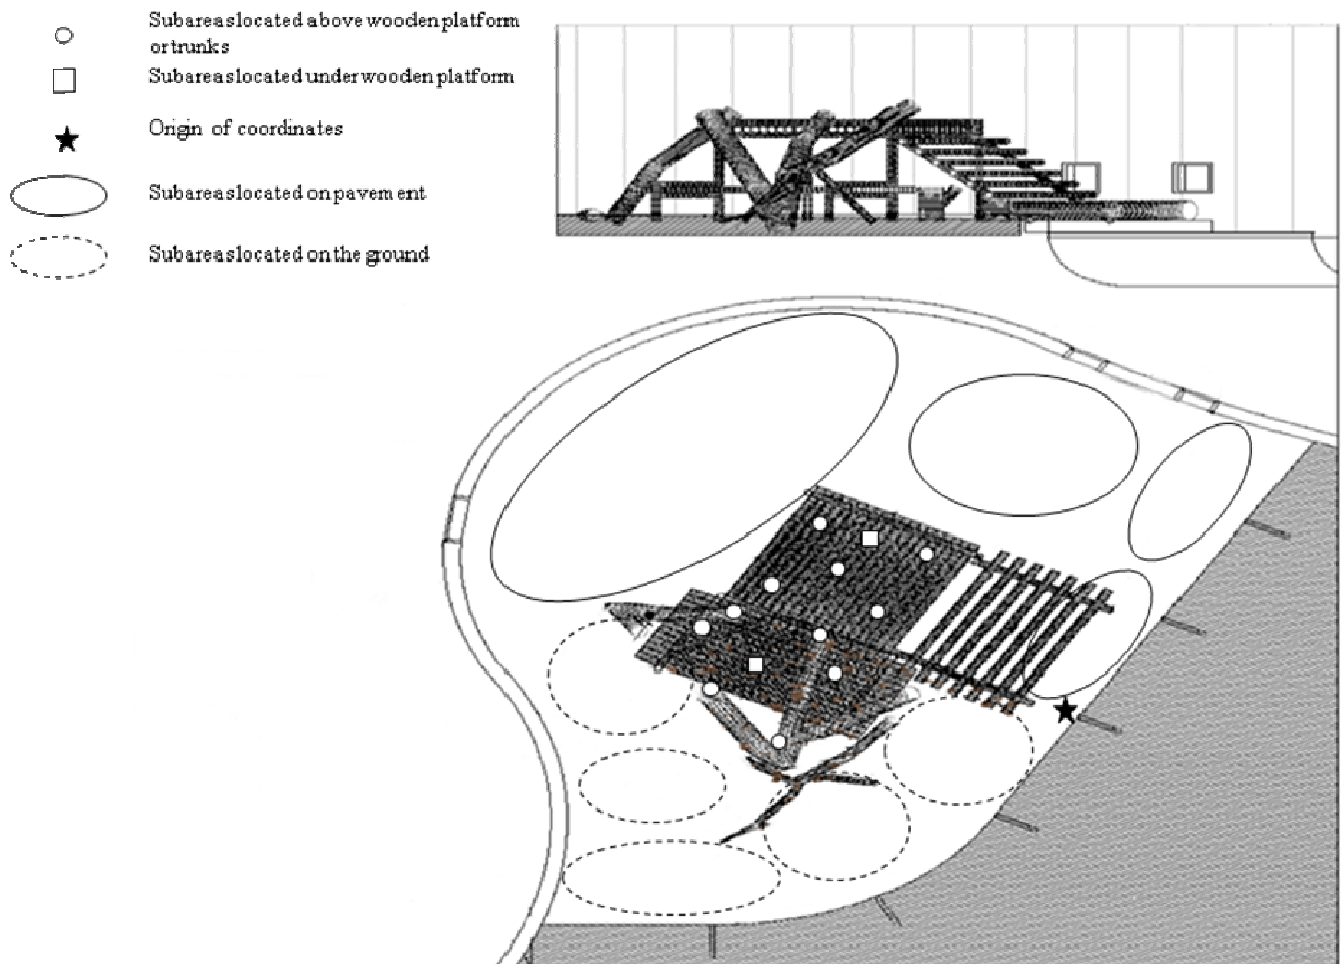 Subareas located above wooden platform
or trunks
Subareas located under wooden platform
Origin of coordinates
Subareas located on pavement
Subareas located on the ground